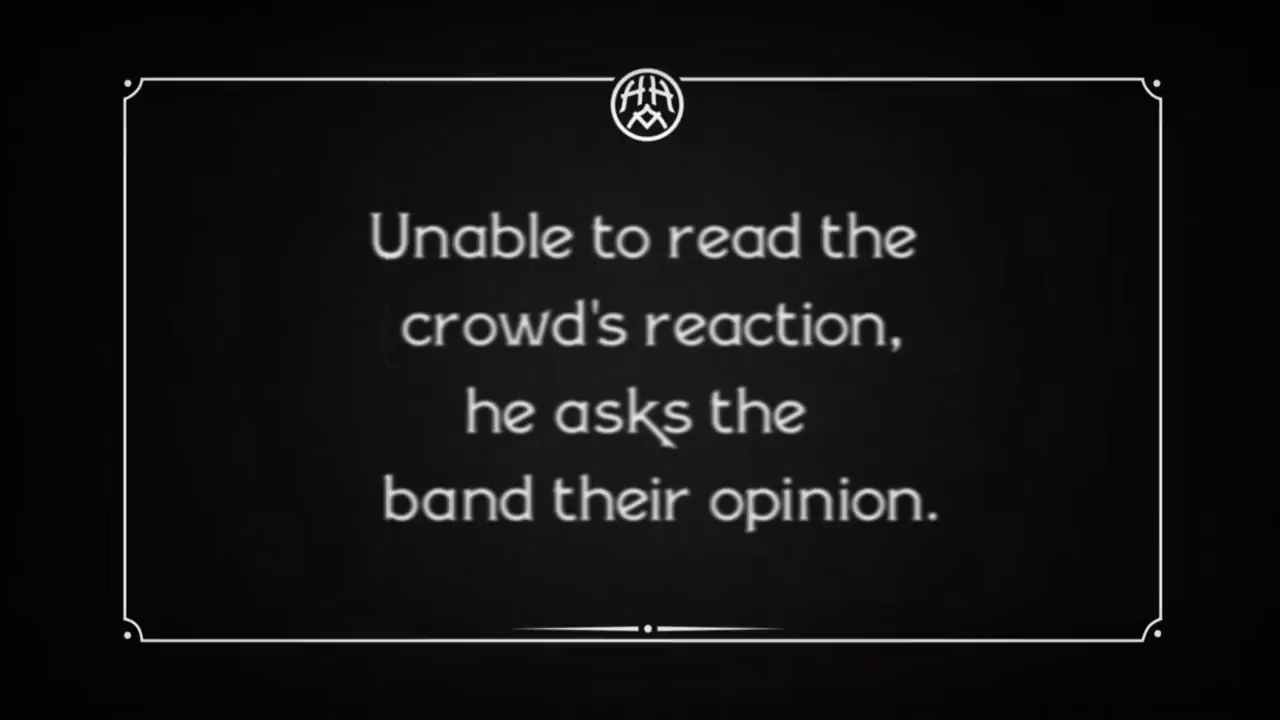 Unable to read the
crowd's reaction,
he asks the
band their opinion.